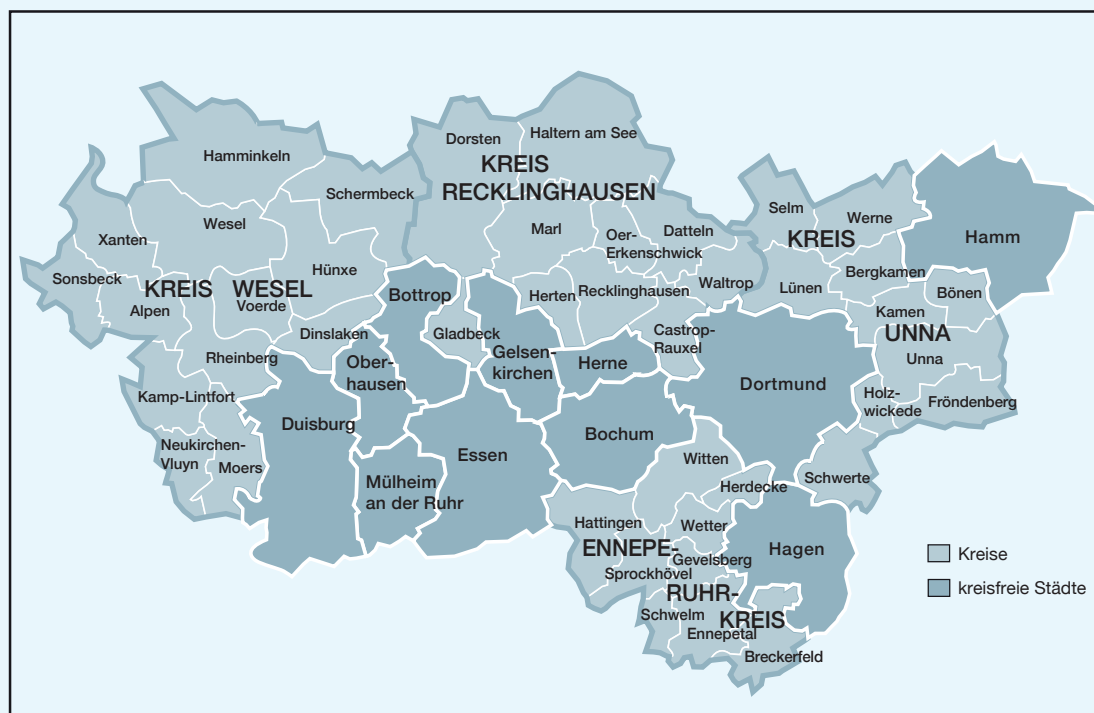 Dorsten
Haltern am See
Hamminkeln
KREIS
RECKLINGHAUSEN
Schermbeck
Selm
Werne
Wesel
Marl
Oer-
Erkenschwick
Datteln
KREIS
Hamm
Xanten
Sonsbeck
Hünxe
Bergkamen
KREIS WESEL
Alpen
Voerde
Bottrop
Herten
Recklinghausen
Waltrop
Lünen
Bönen
Kamen
UNNA
Unna
Dinslaken
Gladbeck
Castrop-
Rauxel
Rheinberg
Ober-
hausen
Gelsen-
kirchen
Herne
Dortmund
Kamp-Lintfort
Holz-
wickede
Fröndenberg
Duisburg
Essen
Bochum
Neukirchen-
Vluyn
Moers
Witten
Mülheim
an der Ruhr
Herdecke
Schwerte
Hattingen
Wetter
ENNEPE-
Gevelsberg
Hagen
Sprockhövel
RUHR-
KREIS
Schwelm
Ennepetal
Breckerfeld
Kreise
kreisfreie Städte